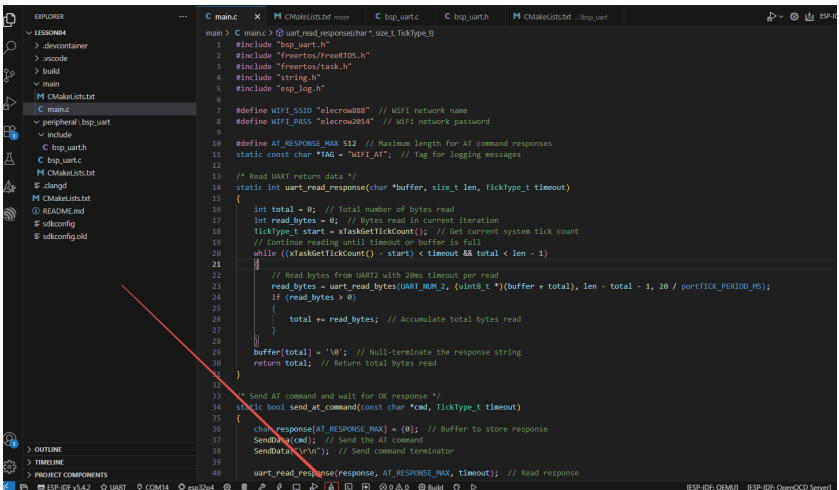 EXPLORER
LESSON04
.devcontainer
.vscode
build
main
CMakeLists.txt
C main.c
peripheral \ bsp_uart
include
C bsp_uart.h
C bsp_uart.c
CMakeLists.txt
.clangd
CMakeLists.txt
README.md
sdkconfig
sdkconfig.old
OUTLINE
TIMELINE
PROJECT COMPONENTS
C main.c CMakeLists.txt main C bsp_uart.c C bsp_uart.h CMakeLists.txt ...\bsp_uart
main > C main.c > uart_read_response(char *, size_t, TickType_t)
1 #include "bsp_uart.h"
2 #include "freertos/FreeRTOS.h"
3 #include "freertos/task.h"
4 #include "string.h"
5 #include "esp_log.h"
6
7 #define WIFI_SSID "elecrow888" // WiFi network name
8 #define WIFI_PASS "elecrow2014" // WiFi network password
9
10 #define AT_RESPONSE_MAX 512 // Maximum length for AT command responses
11 static const char *TAG = "WIFI_AT"; // Tag for logging messages
12
13 /* Read UART return data */
14 static int uart_read_response(char *buffer, size_t len, TickType_t timeout)
15 {
16 int total = 0; // Total number of bytes read
17 int read_bytes = 0; // Bytes read in current iteration
18 TickType_t start = xTaskGetTickCount(); // Get current system tick count
19 // Continue reading until timeout or buffer is full
20 while ((xTaskGetTickCount() - start) < timeout && total < len - 1)
21 {
22 // Read bytes from UART2 with 20ms timeout per read
23 read_bytes = uart_read_bytes(UART_NUM_2, (uint8_t *)(buffer + total), len - total - 1, 20 / portTICK_PERIOD_MS);
24 if (read_bytes > 0)
25 {
26 total += read_bytes; // Accumulate total bytes read
27 }
28 }
29 buffer[total] = '\0'; // Null-terminate the response string
30 return total; // Return total bytes read
31 }
32
33 /* Send AT command and wait for OK response */
34 static bool send_at_command(const char *cmd, TickType_t timeout)
35 {
36 char response[AT_RESPONSE_MAX] = {0}; // Buffer to store response
37 SendData(cmd); // Send the AT command
38 SendData("\r\n"); // Send command terminator
39
40 uart_read_response(response, AT_RESPONSE_MAX, timeout); // Read response
ESP-IDF v5.4.2 UART COM14 esp32p4 0 0 Build [ESP-IDF: QEMU] [ESP-IDF: OpenOCD Server]